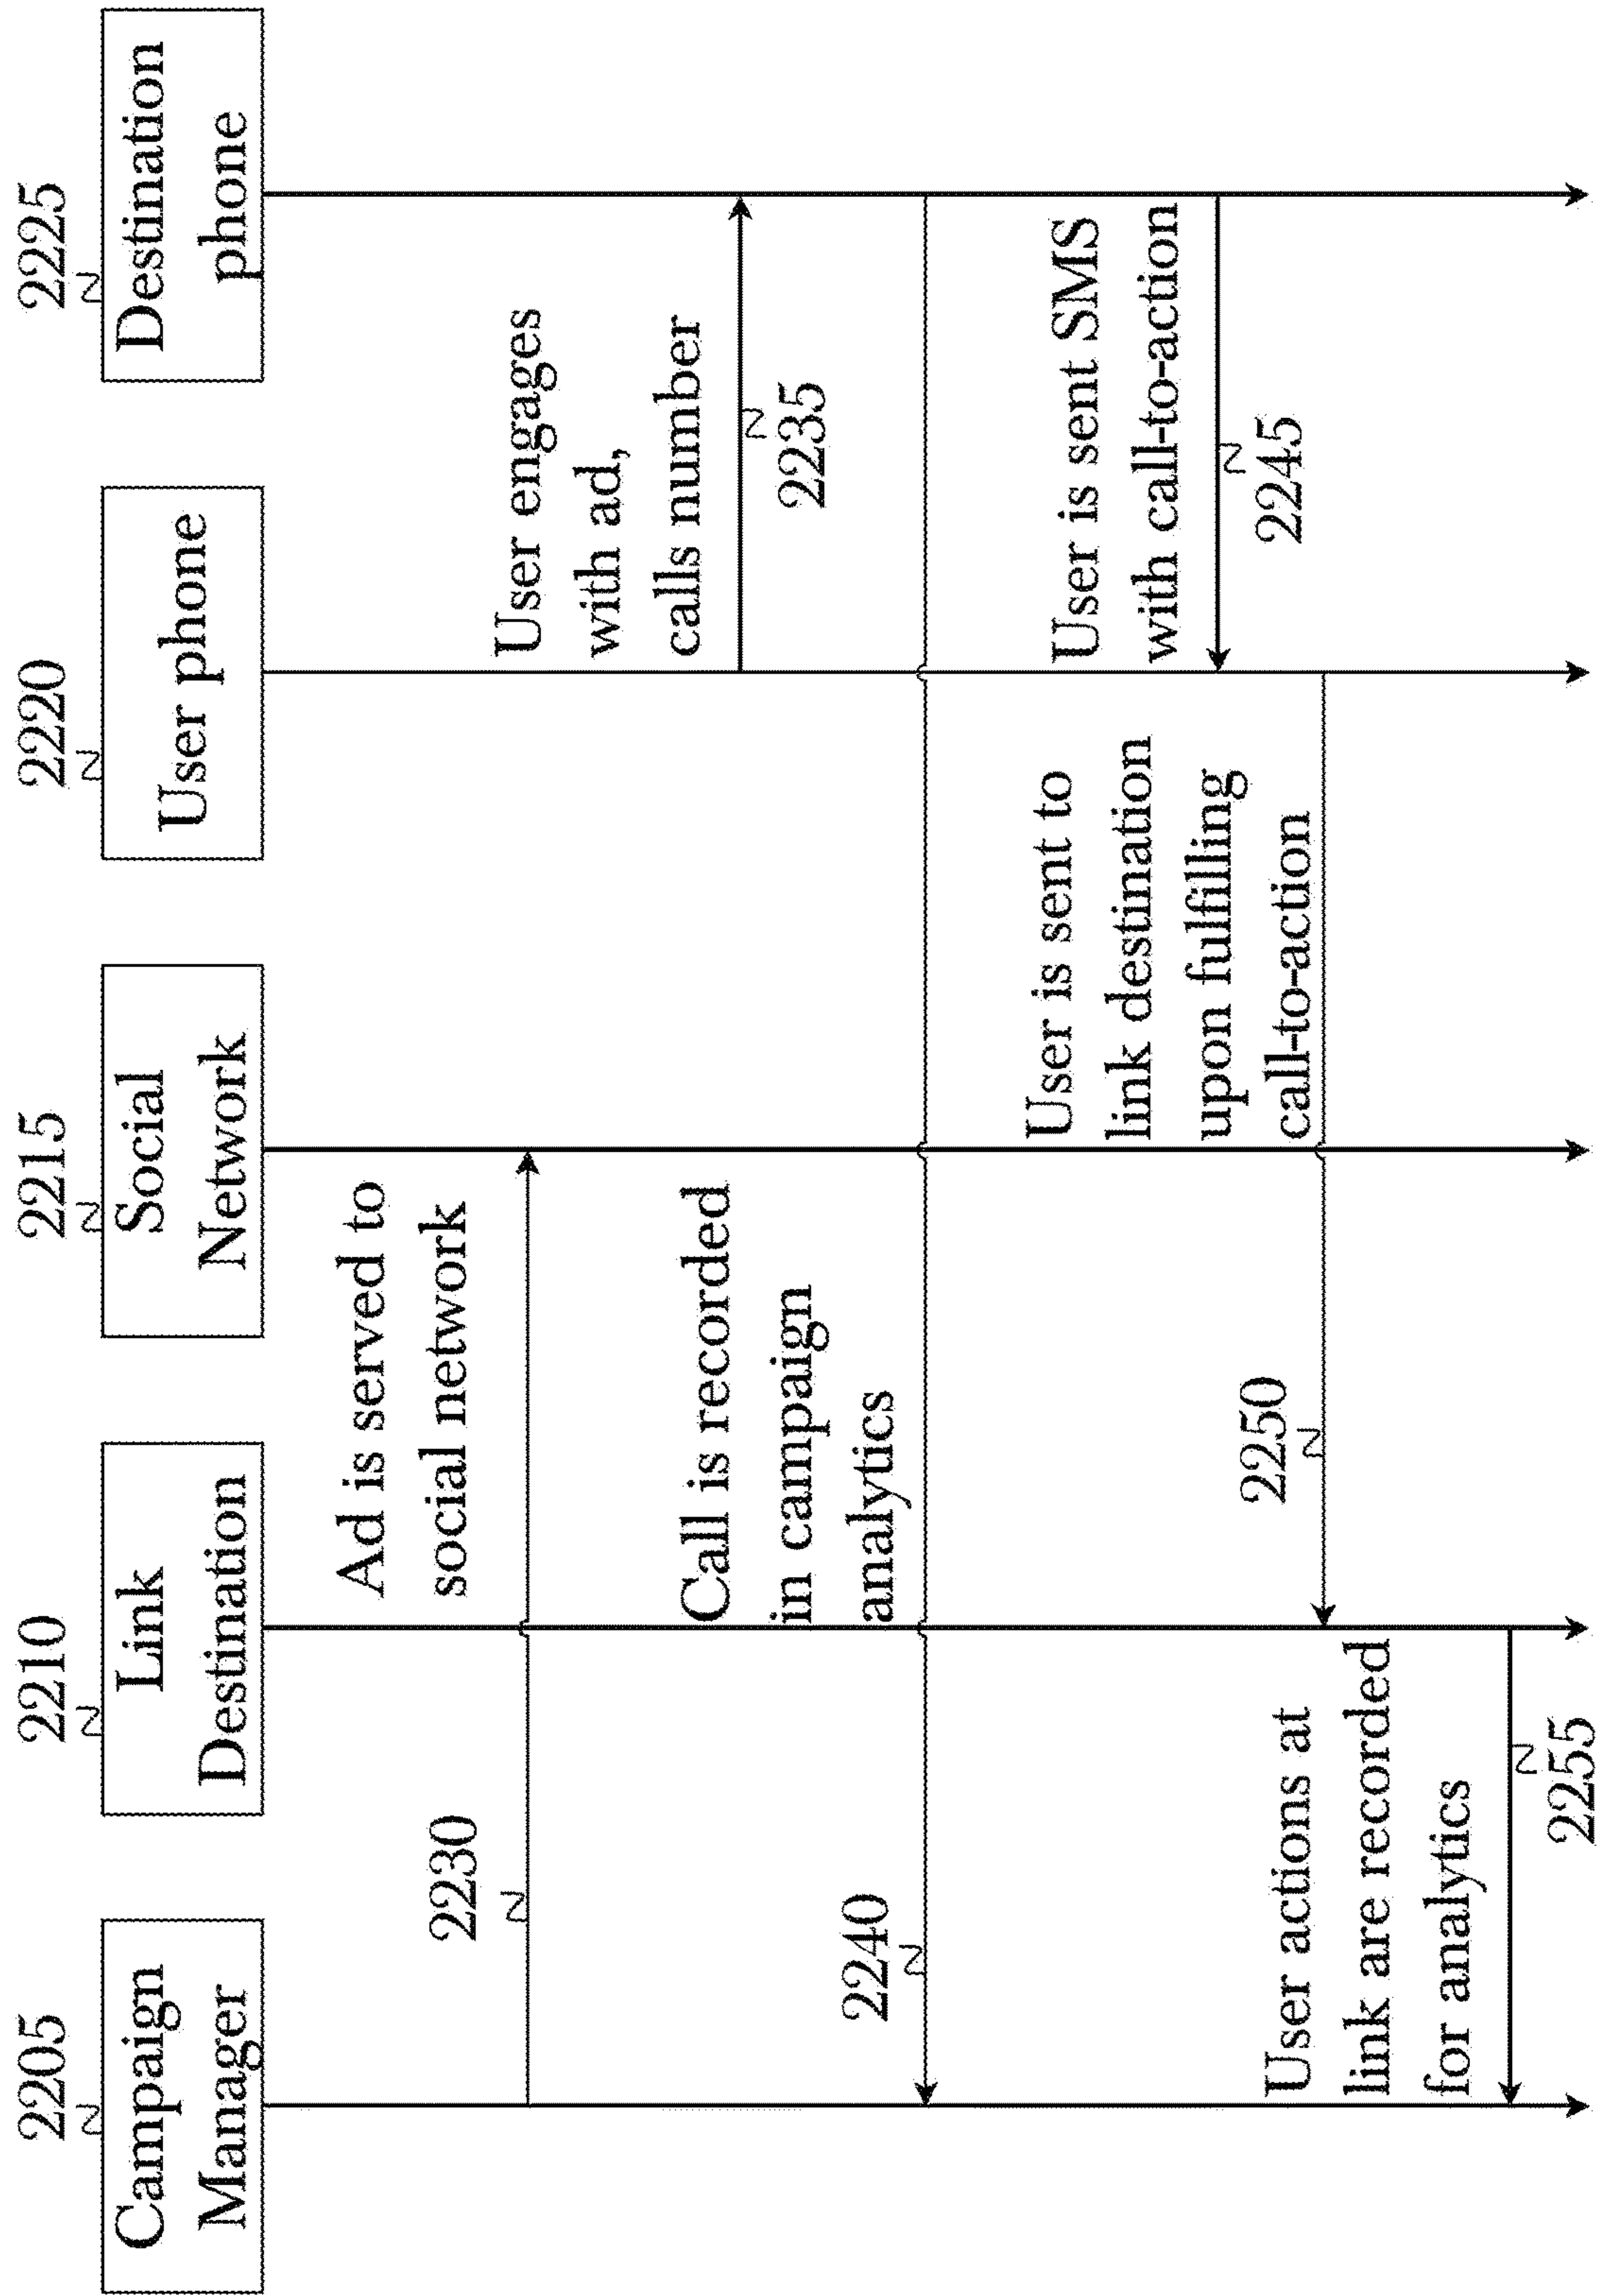 2205
Campaign
Manager
2210
Link
Destination
2215
Social
Network
2220
User phone
2225
Destination
phone
2230
Ad is served to
social network
User engages
with ad,
calls number
2235
2240
Call is recorded
in campaign
analytics
User is sent SMS
with call-to-action
2245
2250
User is sent to
link destination
upon fulfilling
call-to-action
User actions at
link are recorded
for analytics
2255